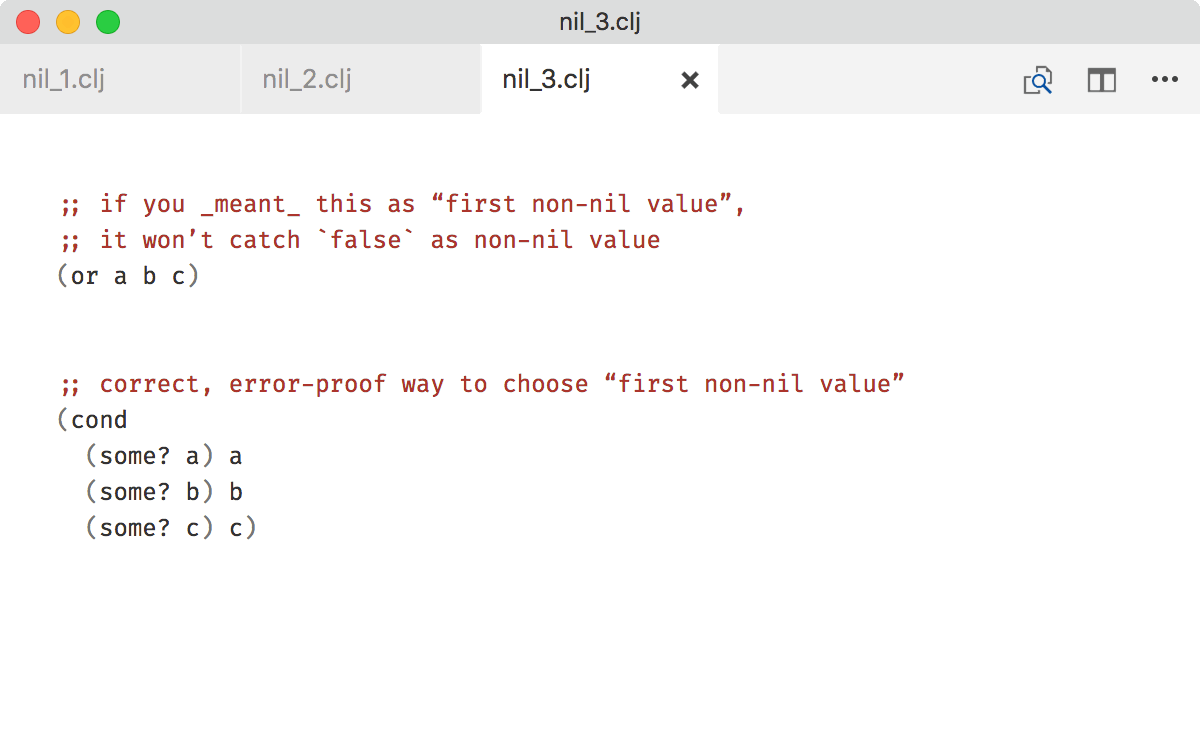 nil_3.clj
nil_1.clj
nil_2.clj
nil_3.clj
;; if you _meant_ this as “first non-nil value”,
;; it won’t catch `false` as non-nil value
(or a b c)
;; correct, error-proof way to choose “first non-nil value”
(cond
  (some? a) a
  (some? b) b
  (some? c) c)